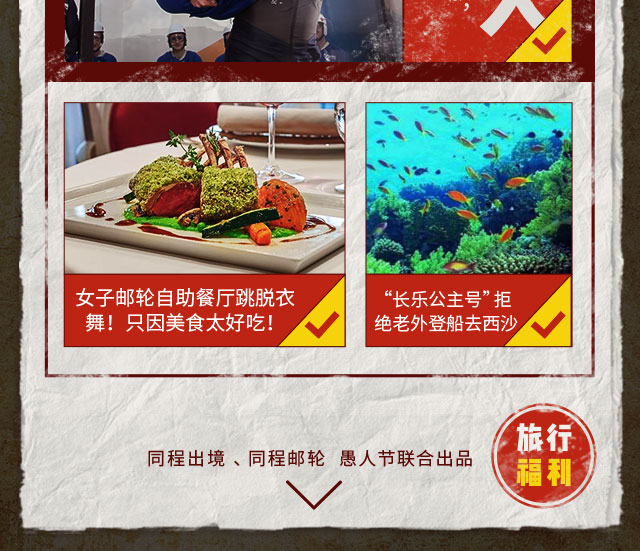 女子邮轮自助餐厅跳脱衣
舞！只因美食太好吃！
“长乐公主号”拒
绝老外登船去西沙
旅行
福利
同程出境、同程邮轮 愚人节联合出品